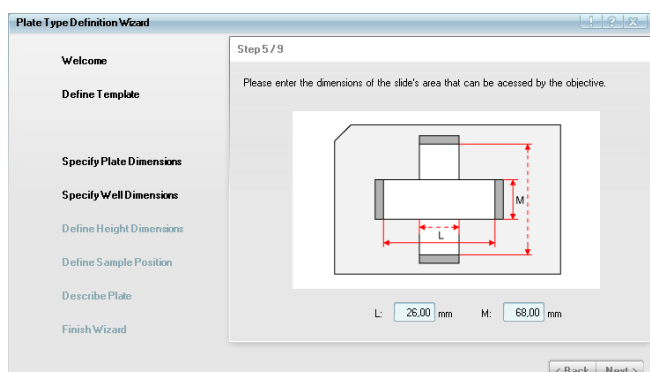 Plate Type Definition Wizard
! ? X
Step 5 / 9
Welcome
Please enter the dimensions of the slide's area that can be acessed by the objective.
Define Template
Specify Plate Dimensions
Specify Well Dimensions
M
Define Height Dimensions
L
Define Sample Position
Describe Plate
L: 26,00 mm M: 68,00 mm
Finish Wizard
< Back Next >